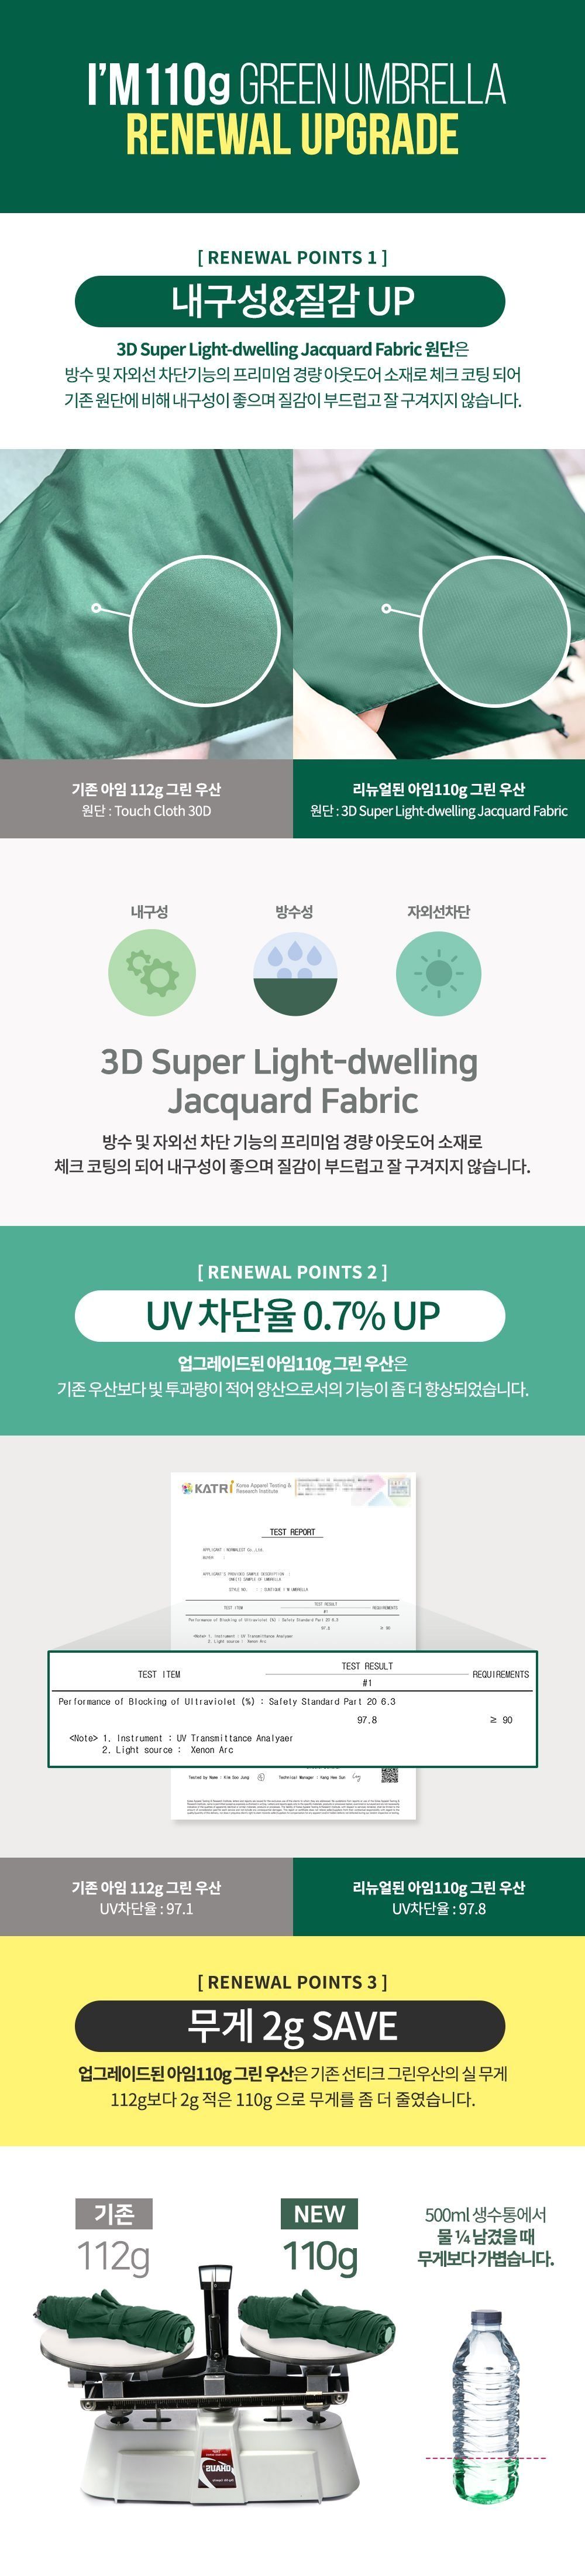 I'M 110g GREEN UMBRELLA
RENEWAL UPGRADE
[ RENEWAL POINTS 1 ]
내구성&질감 UP
3D Super Light-dwelling Jacquard Fabric 원단은
방수 및 자외선 차단기능의 프리미엄 경량 아웃도어 소재로 체크 코팅 되어
기존 원단에 비해 내구성이 좋으며 질감이 부드럽고 잘 구겨지지 않습니다.
기존 아임 112g 그린 우산
원단 : Touch Cloth 30D
리뉴얼된 아임110g 그린 우산
원단 : 3D Super Light-dwelling Jacquard Fabric
내구성
방수성
자외선차단
3D Super Light-dwelling
Jacquard Fabric
방수 및 자외선 차단 기능의 프리미엄 경량 아웃도어 소재로
체크 코팅의 되어 내구성이 좋으며 질감이 부드럽고 잘 구겨지지 않습니다.
[ RENEWAL POINTS 2 ]
UV 차단율 0.7% UP
업그레이드된 아임110g 그린 우산은
기존 우산보다 빛 투과량이 적어 양산으로서의 기능이 좀 더 향상되었습니다.
KATRi Korea Apparel Testing &
Research Institute
TEST REPORT
TEST ITEM TEST RESULT REQUIREMENTS
#1
Performance of Blocking of Ultraviolet (%) : Safety Standard Part 20 6.3
97.8 ≥ 90
<Note> 1. Instrument : UV Transmittance Analyaer
2. Light source : Xenon Arc
Tested by Name : Kim Soo Jung Technical Manager : Kang Hee Sun
기존 아임 112g 그린 우산
UV차단율 : 97.1
리뉴얼된 아임110g 그린 우산
UV차단율 : 97.8
[ RENEWAL POINTS 3 ]
무게 2g SAVE
업그레이드된 아임110g 그린 우산은 기존 선티크 그린우산의 실 무게
112g보다 2g 적은 110g 으로 무게를 좀 더 줄였습니다.
기존
112g
NEW
110g
500ml 생수통에서
물 ¼ 남겼을 때
무게보다 가볍습니다.